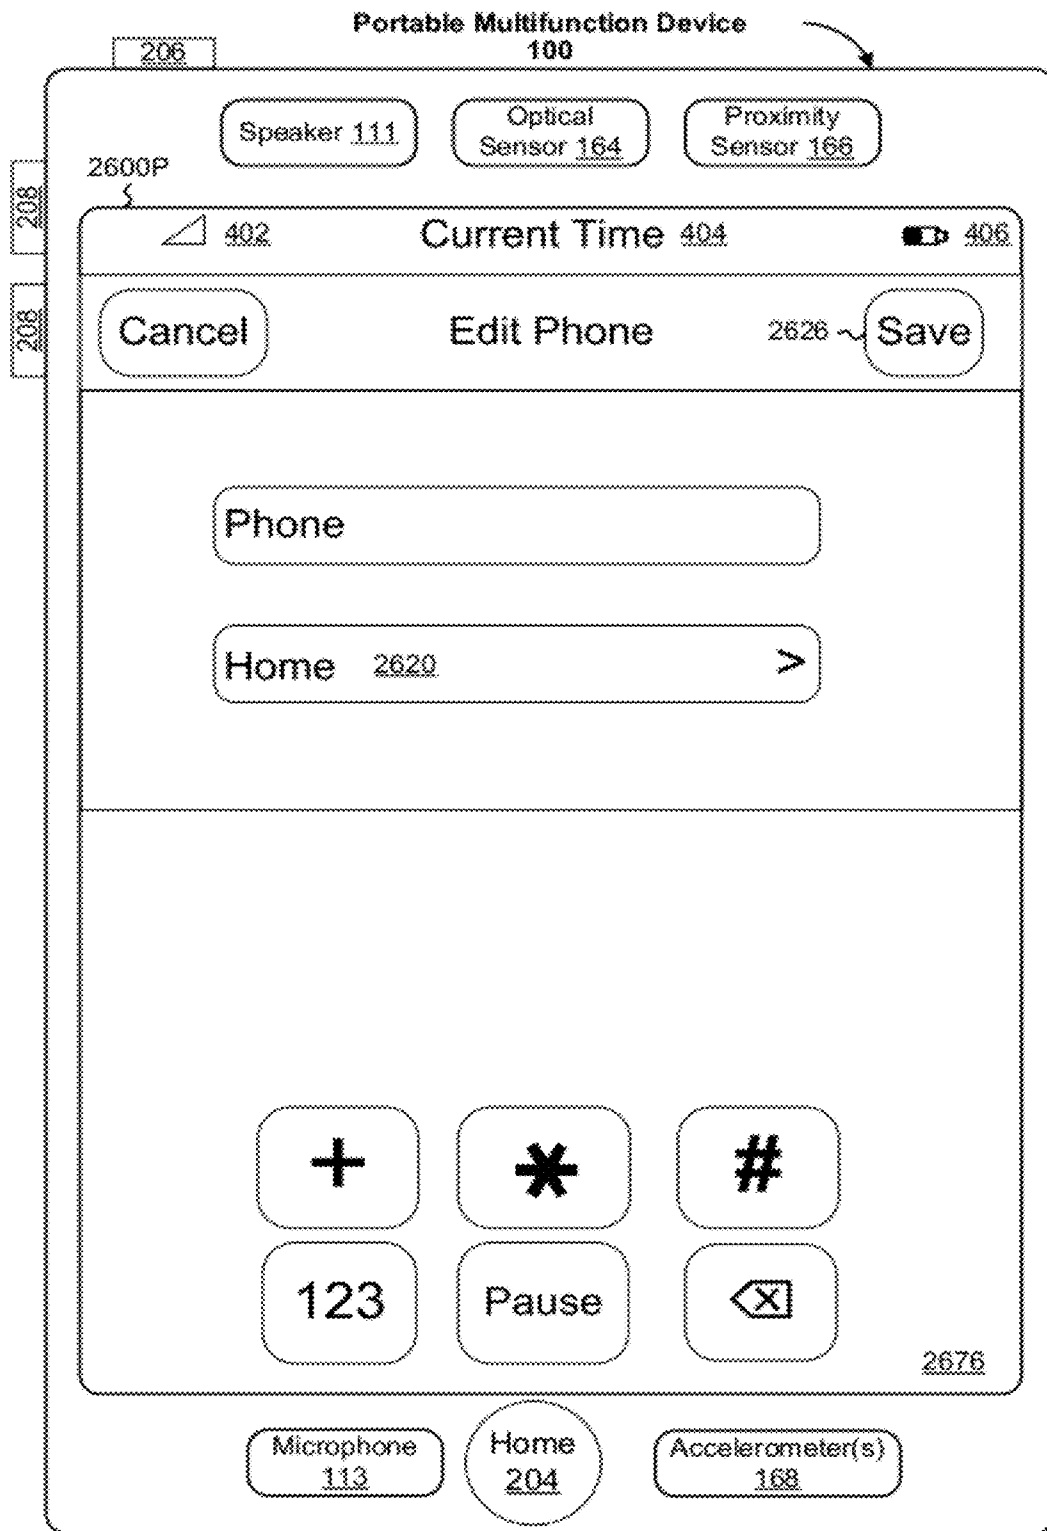 Portable Multifunction Device
100
206
Speaker 111
Optical
Sensor 164
Proximity
Sensor 166
2600P
208
402
Current Time 404
406
208
Cancel
Edit Phone
2626
Save
Phone
Home 2620 >
+ * #
123 Pause
2676
Microphone
113
Home
204
Accelerometer(s)
168